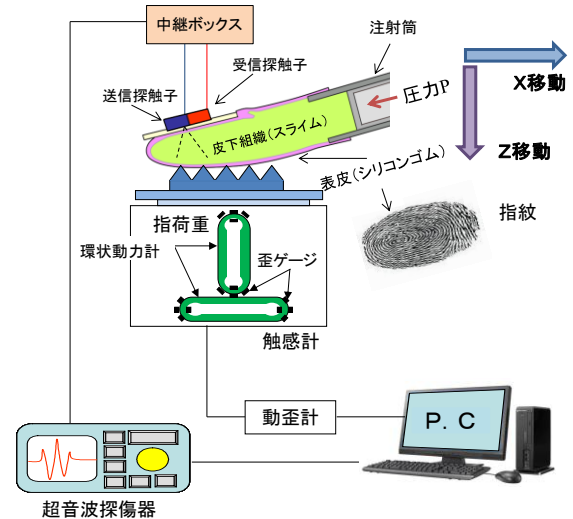 中継ボックス
注射筒
受信探触子
送信探触子
圧力P
X移動
皮下組織(スライム)
Z移動
表皮(シリコンゴム)
指荷重
指紋
環状動力計
歪ゲージ
触感計
動歪計
P.C
超音波探傷器